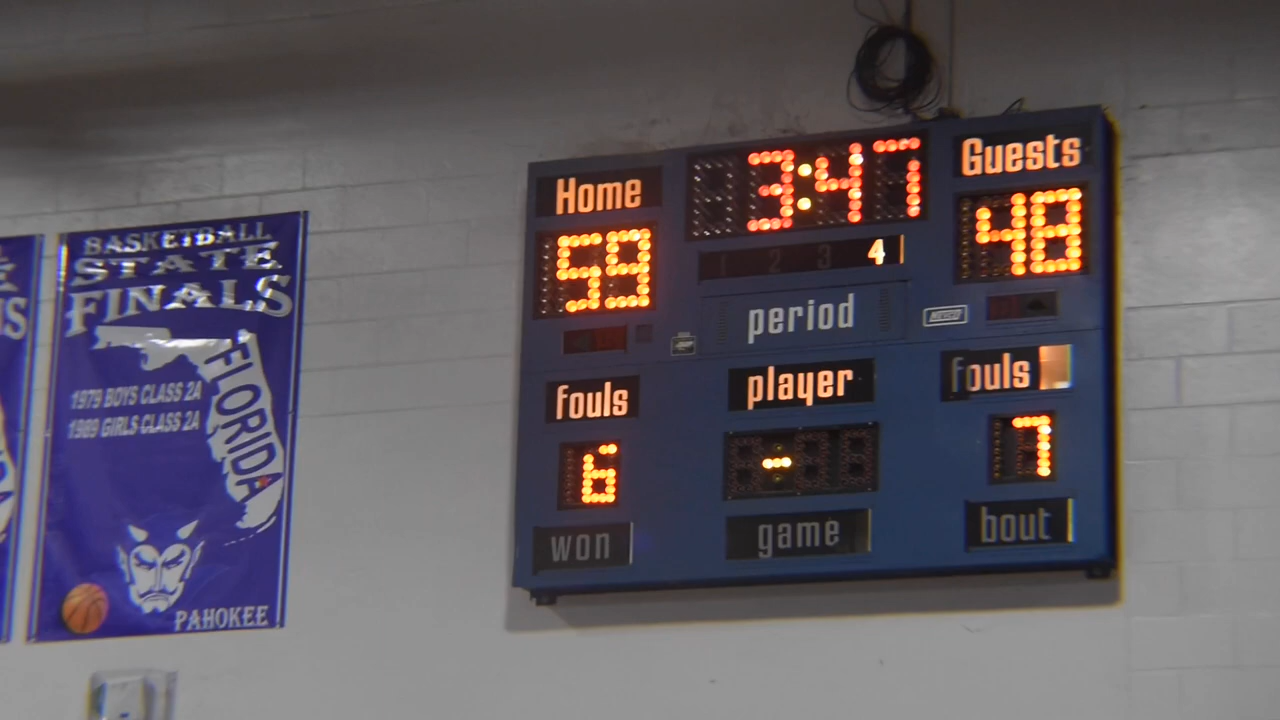 BASKETBALL
STATE
FINALS
FLORIDA
1979 BOYS CLASS 2A
1989 GIRLS CLASS 2A
PAHOKEE
Home
3:47
Guests
59
48
1 2 3 4
period
NEVCO
fouls
player
fouls
6
-
7
won
game
bout